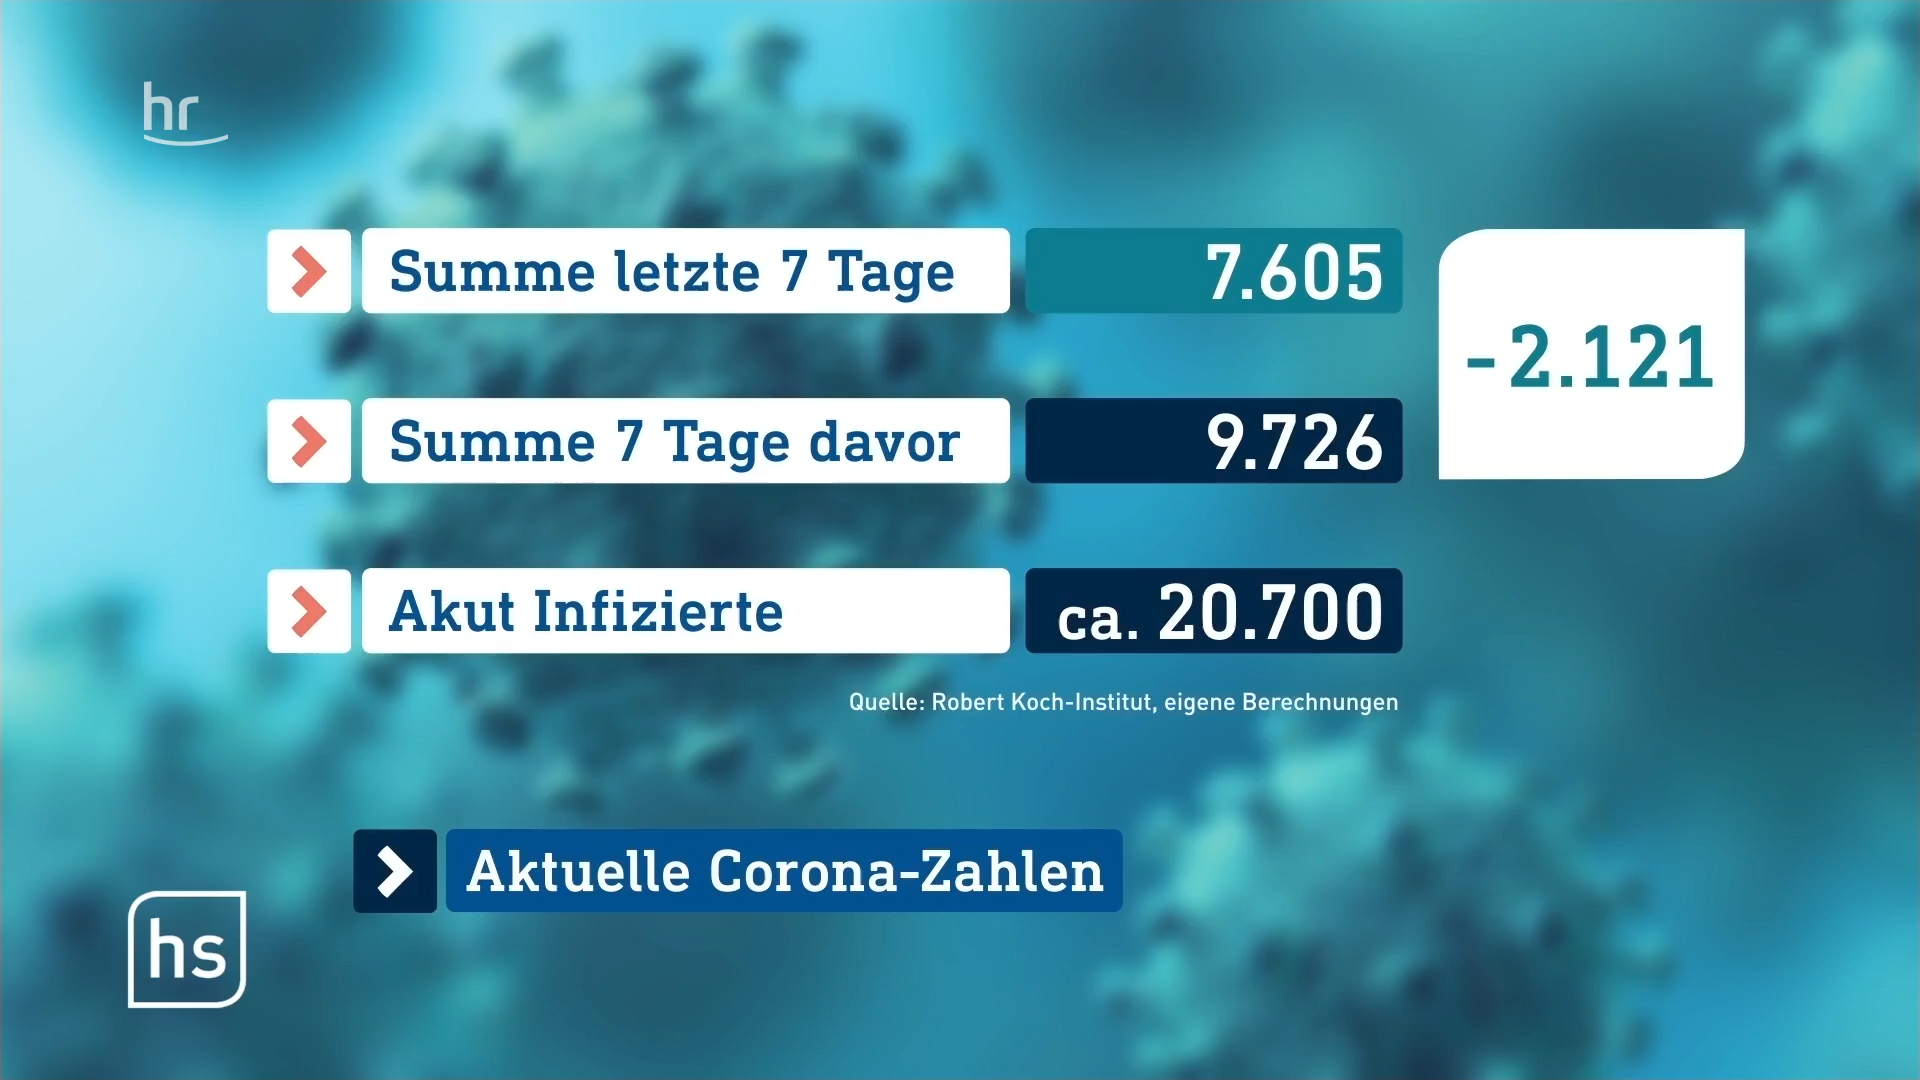 hr
Summe letzte 7 Tage 7.605
-2.121
Summe 7 Tage davor 9.726
Akut Infizierte ca. 20.700
Quelle: Robert Koch-Institut, eigene Berechnungen
Aktuelle Corona-Zahlen
hs